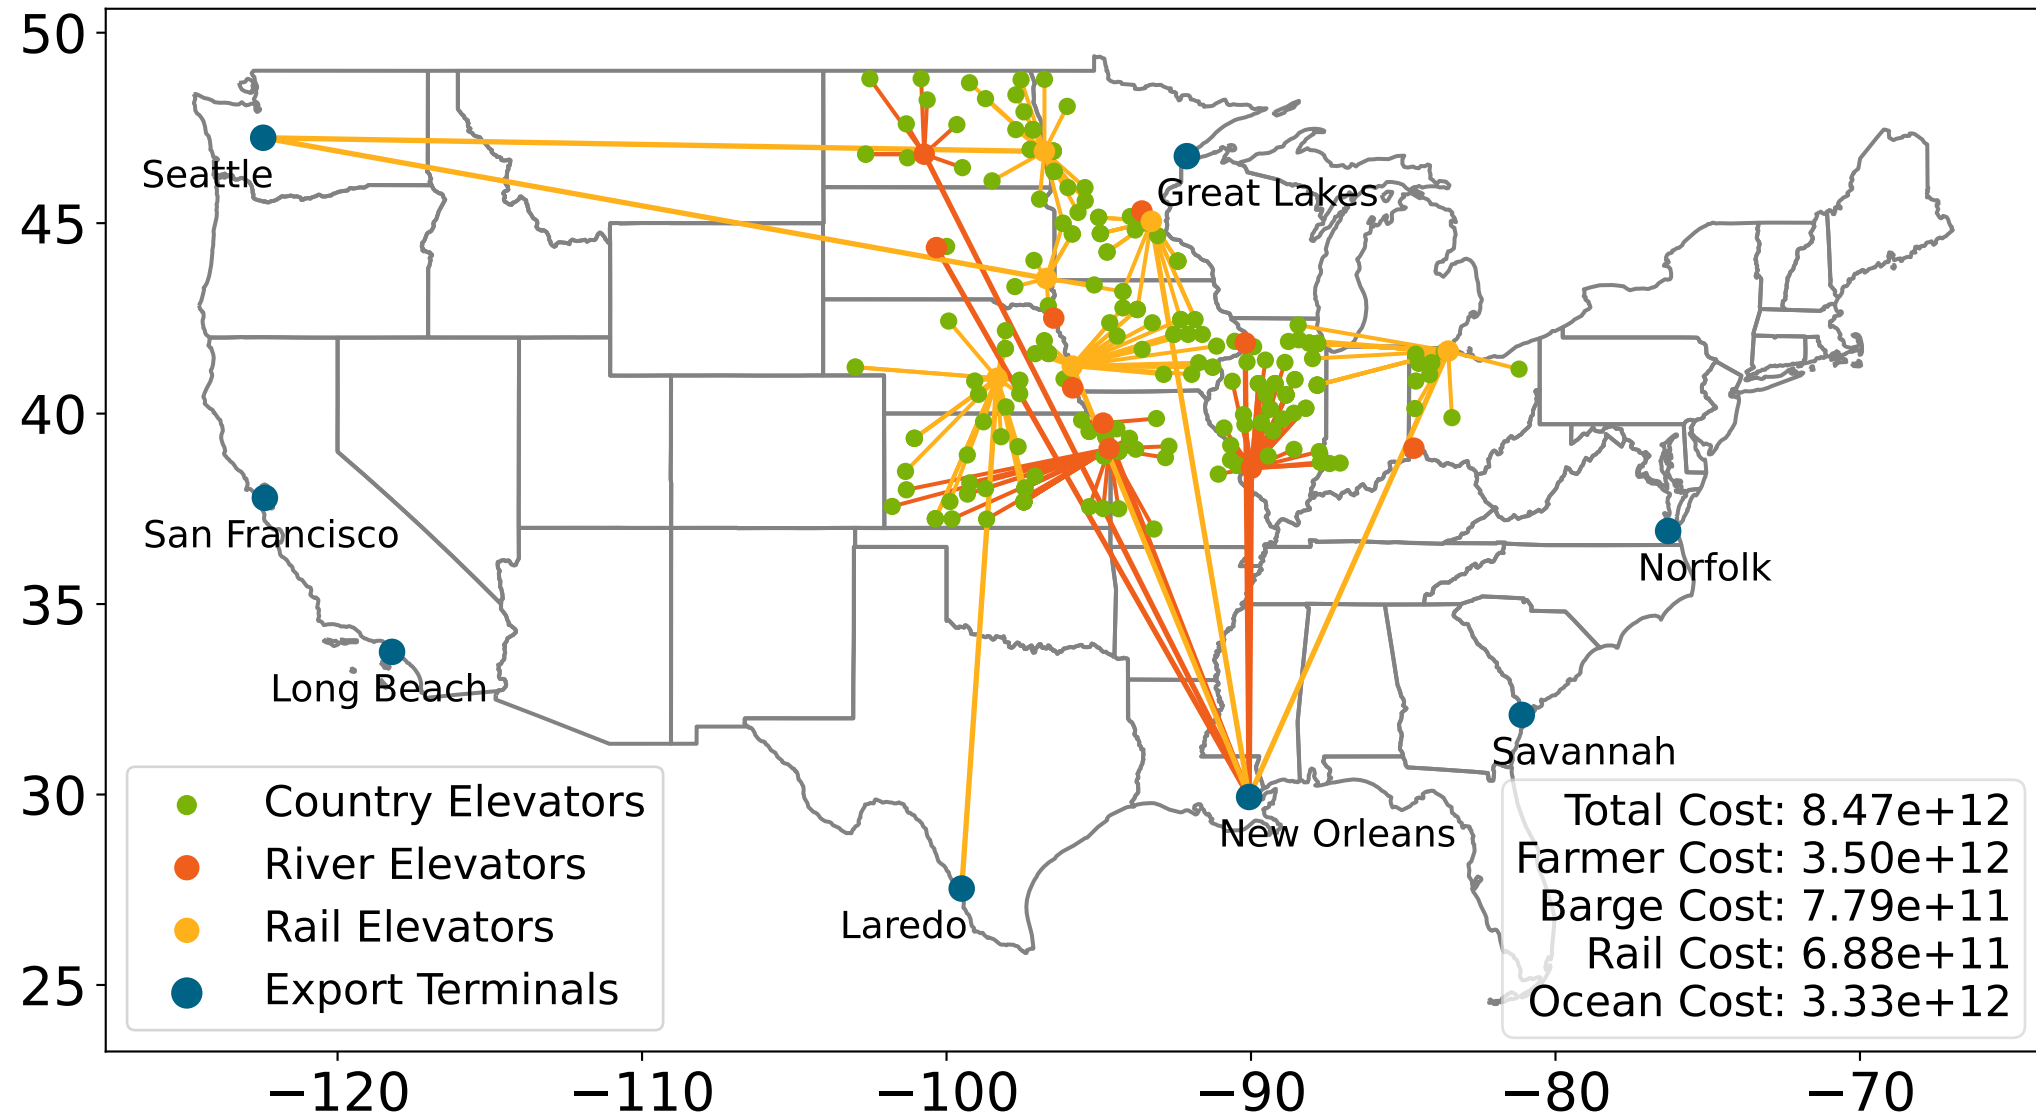 50
45
40
35
30
25
−120
−110
−100
−90
−80
−70
Seattle
Great Lakes
San Francisco
Norfolk
Long Beach
Savannah
New Orleans
Laredo
Country Elevators
River Elevators
Rail Elevators
Export Terminals
Total Cost: 8.47e+12
Farmer Cost: 3.50e+12
Barge Cost: 7.79e+11
Rail Cost: 6.88e+11
Ocean Cost: 3.33e+12